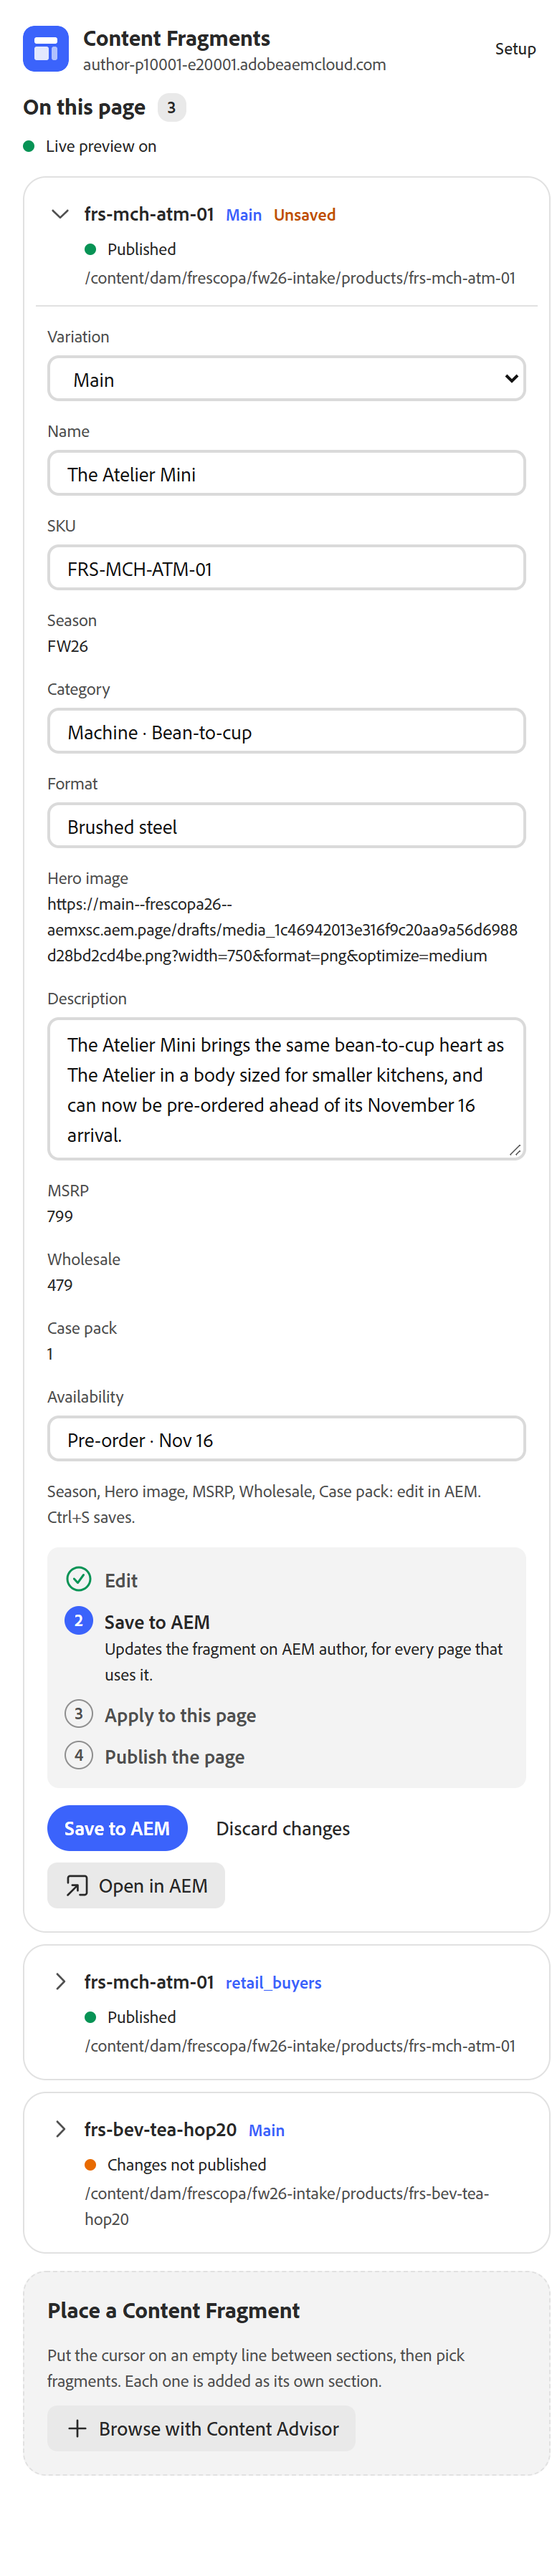 Content Fragments
author-p10001-e20001.adobeaemcloud.com
Setup
On this page 3
Live preview on
frs-mch-atm-01 Main Unsaved
Published
/content/dam/frescopa/fw26-intake/products/frs-mch-atm-01
Variation
Main
Name
The Atelier Mini
SKU
FRS-MCH-ATM-01
Season
FW26
Category
Machine · Bean-to-cup
Format
Brushed steel
Hero image
https://main--frescopa26--
aemxsc.aem.page/drafts/media_1c46942013e316f9c20aa9a56d6988
d28bd2cd4be.png?width=750&format=png&optimize=medium
Description
The Atelier Mini brings the same bean-to-cup heart as
The Atelier in a body sized for smaller kitchens, and
can now be pre-ordered ahead of its November 16
arrival.
MSRP
799
Wholesale
479
Case pack
1
Availability
Pre-order · Nov 16
Season, Hero image, MSRP, Wholesale, Case pack: edit in AEM.
Ctrl+S saves.
Edit
2 Save to AEM
Updates the fragment on AEM author, for every page that
uses it.
3 Apply to this page
4 Publish the page
Save to AEM Discard changes
Open in AEM
frs-mch-atm-01 retail_buyers
Published
/content/dam/frescopa/fw26-intake/products/frs-mch-atm-01
frs-bev-tea-hop20 Main
Changes not published
/content/dam/frescopa/fw26-intake/products/frs-bev-tea-
hop20
Place a Content Fragment
Put the cursor on an empty line between sections, then pick
fragments. Each one is added as its own section.
Browse with Content Advisor